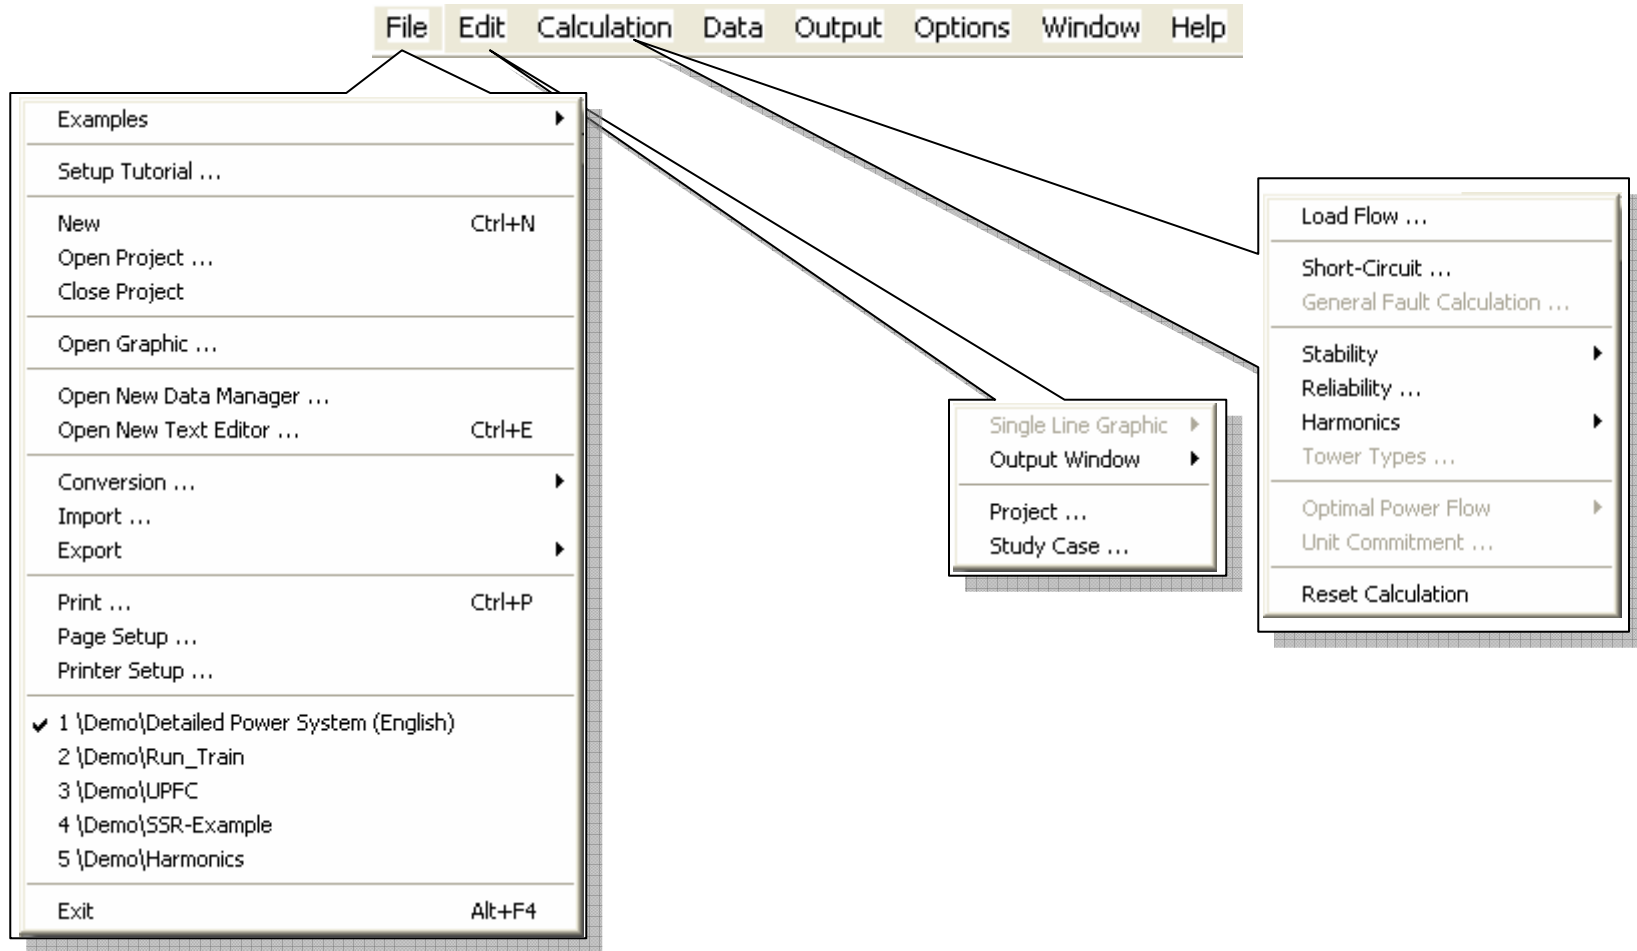 File Edit Calculation Data Output Options Window Help
Examples
Setup Tutorial ...
New Ctrl+N
Open Project ...
Close Project
Open Graphic ...
Open New Data Manager ...
Open New Text Editor ... Ctrl+E
Conversion ...
Import ...
Export
Print ... Ctrl+P
Page Setup ...
Printer Setup ...
1 \Demo\Detailed Power System (English)
2 \Demo\Run_Train
3 \Demo\UPFC
4 \Demo\SSR-Example
5 \Demo\Harmonics
Exit Alt+F4
Single Line Graphic
Output Window
Project ...
Study Case ...
Load Flow ...
Short-Circuit ...
General Fault Calculation ...
Stability
Reliability ...
Harmonics
Tower Types ...
Optimal Power Flow
Unit Commitment ...
Reset Calculation